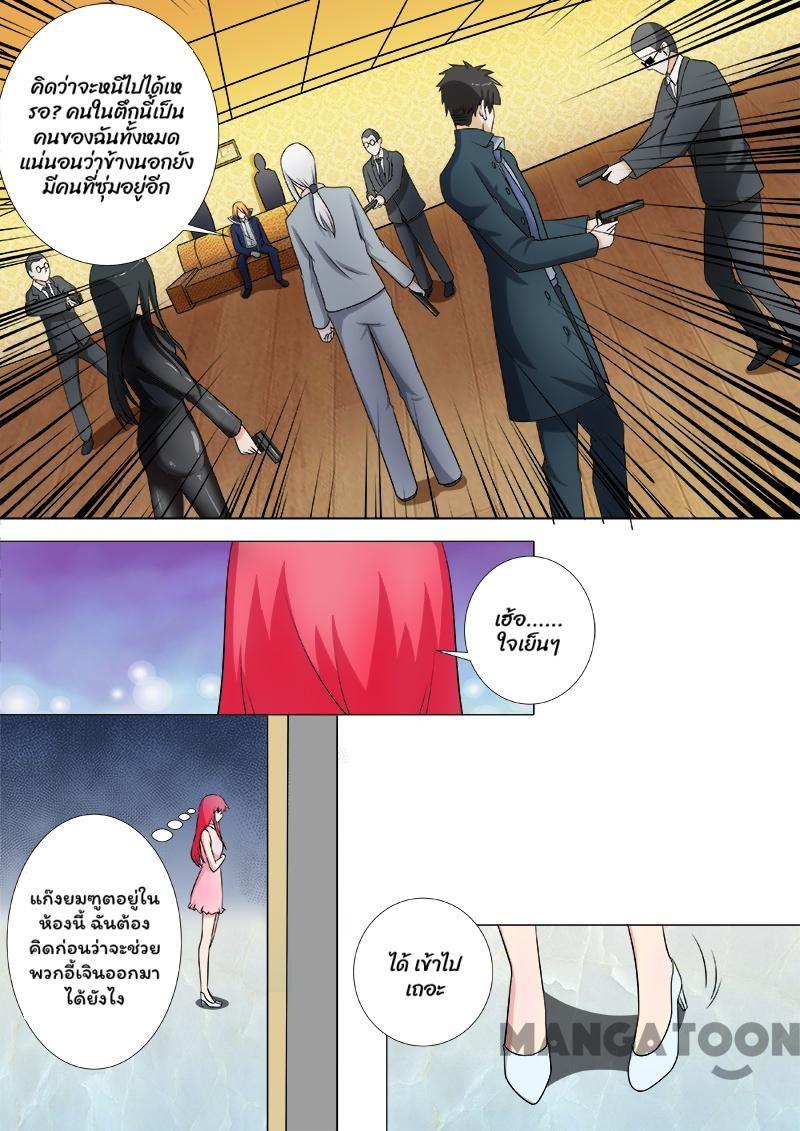 คิดว่าจะหนีไปได้เห
รอ? คนในตึกนี้เป็น
คนของฉันทั้งหมด
แน่นอนว่าข้างนอกยัง
มีคนที่ซุ่มอยู่อีก
เฮ้อ......
ใจเย็นๆ
แก๊งยมฑูตอยู่ใน
ห้องนี้ ฉันต้อง
คิดก่อนว่าจะช่วย
พวกอี้เจินออกมา
ได้ยังไง
ได้ เข้าไป
เถอะ
MANGATOON